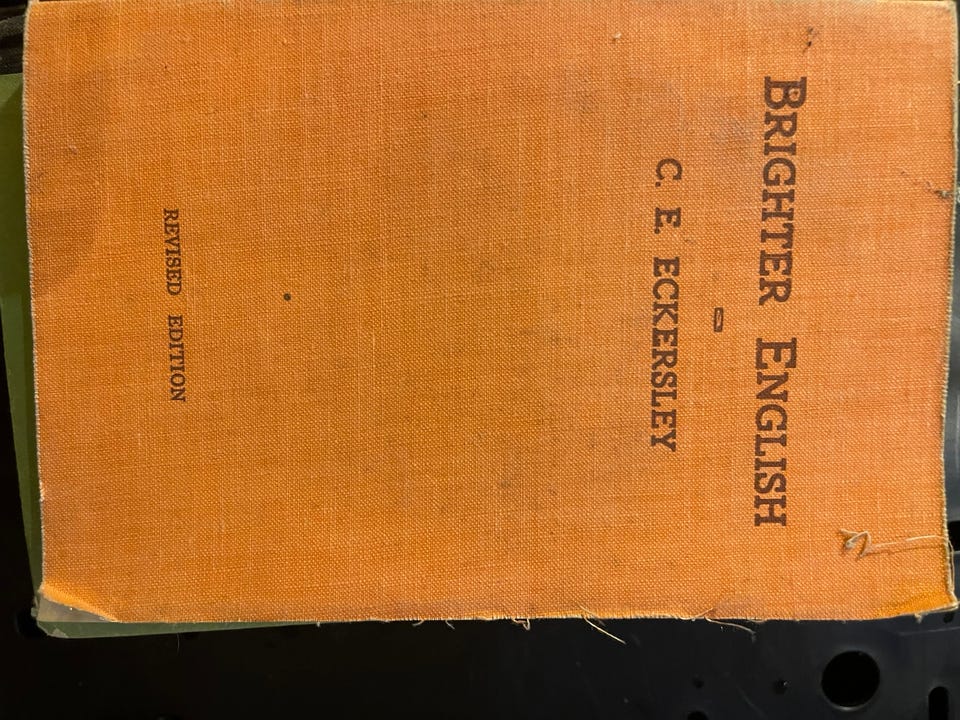 BRIGHTER ENGLISH
C. E. ECKERSLEY
REVISED EDITION